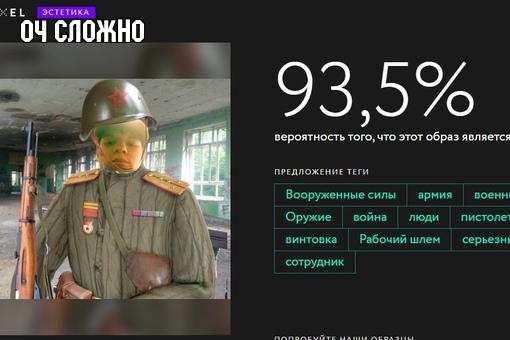 XEL ЭСТЕТИКА
ОЧ СЛОЖНО
93,5%
вероятность того, что этот образ является
ПРЕДЛОЖЕНИЕ ТЕГИ
Вооруженные силы армия военн
Оружие война люди пистолет
винтовка Рабочий шлем серьезны
сотрудник
ПОПРОБУЙТЕ НАШИ ОБРАЗЦЫ